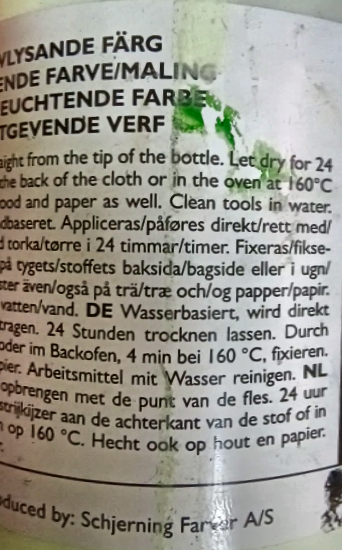 VLYSANDE FÄRG
ENDE FARVE/MALING
EUCHTENDE FARBE
TGEVENDE VERF
aight from the tip of the bottle. Let dry for 24
the back of the cloth or in the oven at 160°C
ood and paper as well. Clean tools in water.
dbaseret. Appliceras/påføres direkt/rett med/
d torka/tørre i 24 timmar/timer. Fixeras/fikse-
på tygets/stoffets baksida/bagside eller i ugn/
ster även/også på trä/træ och/og papper/papir.
vatten/vand. DE Wasserbasiert, wird direkt
tragen. 24 Stunden trocknen lassen. Durch
oder im Backofen, 4 min bei 160 °C, fixieren.
pier. Arbeitsmittel mit Wasser reinigen. NL
opbrengen met de punt van de fles. 24 uur
strijkijzer aan de achterkant van de stof of in
n op 160 °C. Hecht ook op hout en papier.
oduced by: Schjerning Farver A/S